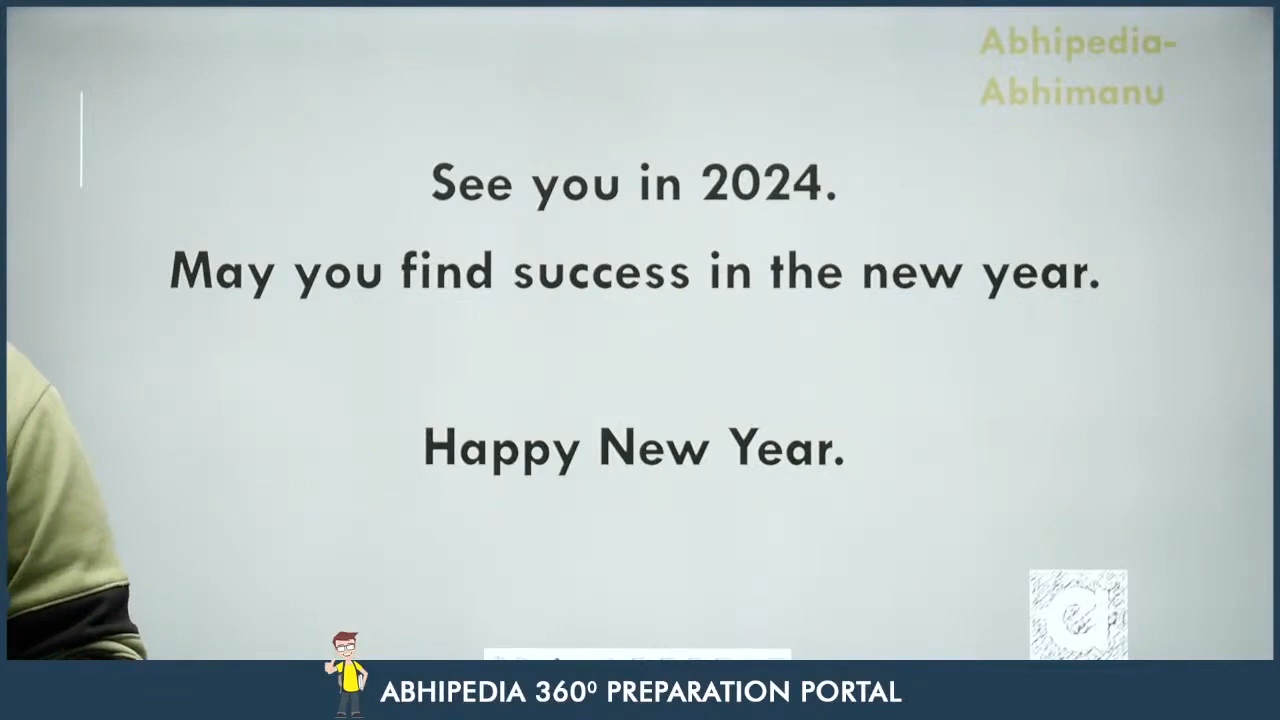 Abhipedia-
Abhimanu
See you in 2024.
May you find success in the new year.
Happy New Year.
ABHIPEDIA 360⁰ PREPARATION PORTAL